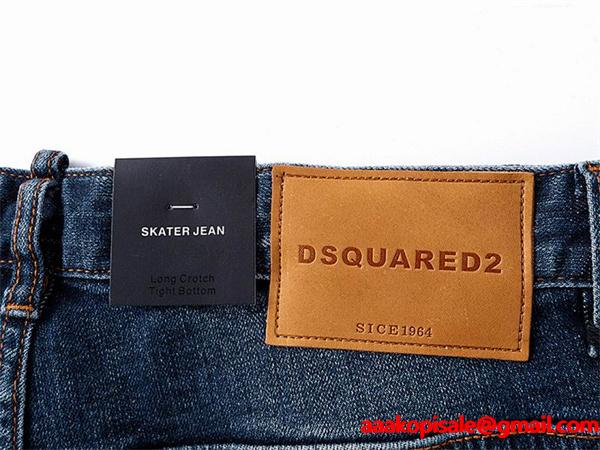 SKATER JEAN
Long Crotch
Tight Bottom
DSQUARED2
SICE1964
aaakopisale@gmail.com